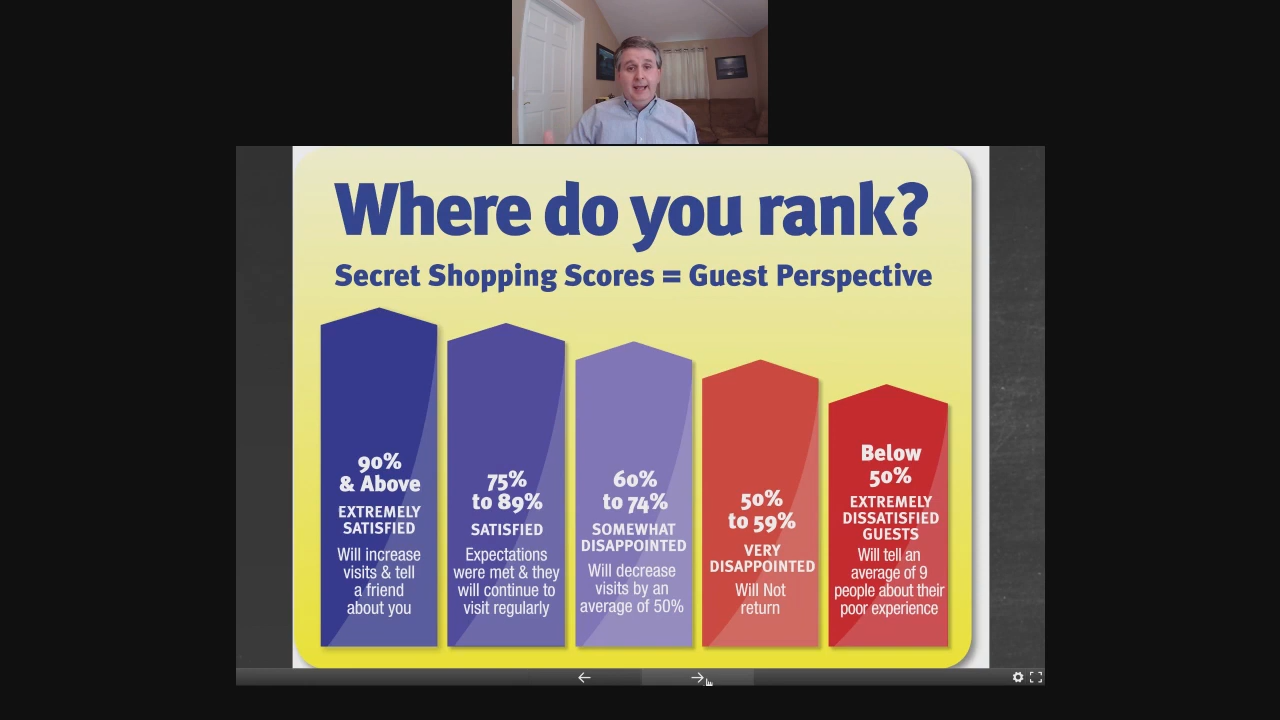 Where do you rank?
Secret Shopping Scores = Guest Perspective
90%
& Above
EXTREMELY
SATISFIED
Will increase
visits & tell
a friend
about you
75%
to 89%
SATISFIED
Expectations
were met & they
will continue to
visit regularly
60%
to 74%
SOMEWHAT
DISAPPOINTED
Will decrease
visits by an
average of 50%
50%
to 59%
VERY
DISAPPOINTED
Will Not
return
Below
50%
EXTREMELY
DISSATISFIED
GUESTS
Will tell an
average of 9
people about their
poor experience